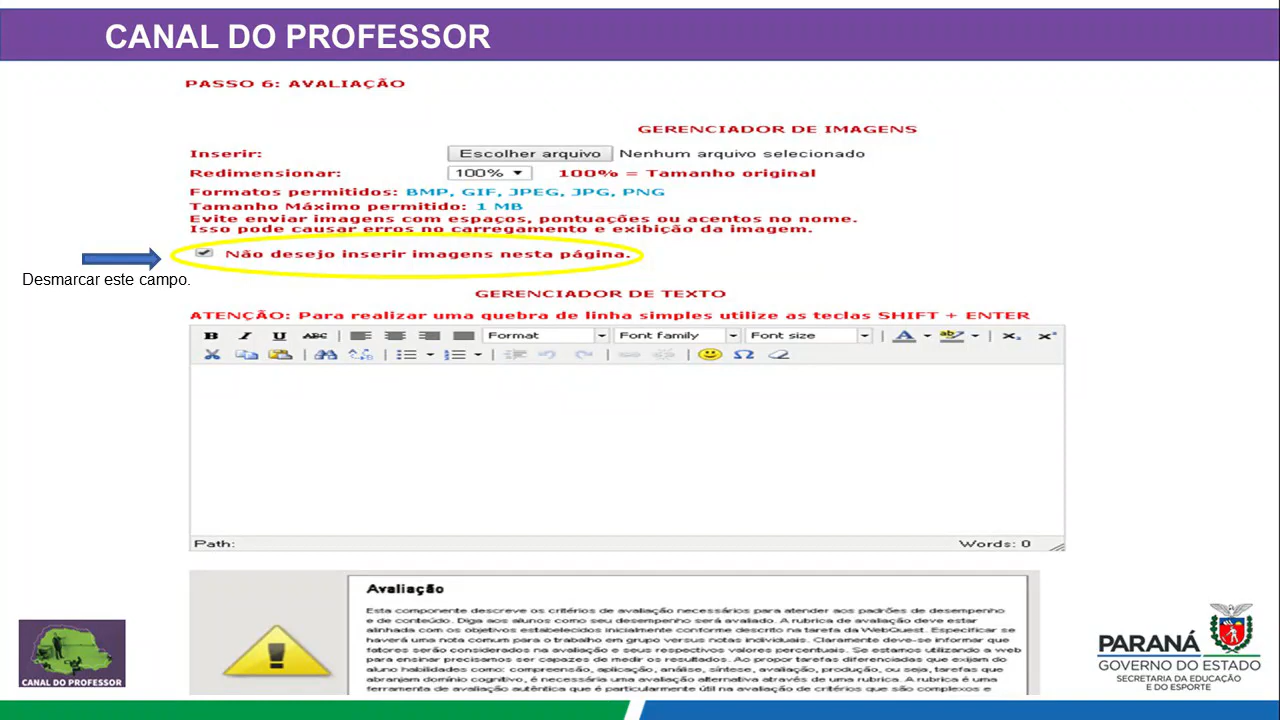 CANAL DO PROFESSOR
PASSO 6: AVALIAÇÃO
GERENCIADOR DE IMAGENS
Inserir: Escolher arquivo Nenhum arquivo selecionado
Redimensionar: 100% 100% = Tamanho original
Formatos permitidos: BMP, GIF, JPEG, JPG, PNG
Tamanho Máximo permitido: 1 MB
Evite enviar imagens com espaços, pontuações ou acentos no nome.
Isso pode causar erros no carregamento e exibição da imagem.
Não desejo inserir imagens nesta página.
Desmarcar este campo.
GERENCIADOR DE TEXTO
ATENÇÃO: Para realizar uma quebra de linha simples utilize as teclas SHIFT + ENTER
B I U ABC Format Font family Font size A ab x₂ x²
Path: Words: 0
Avaliação
Esta componente descreve os critérios de avaliação necessários para atender aos padrões de desempenho
e de conteúdo. Diga aos alunos como seu desempenho será avaliado. A rubrica de avaliação deve estar
alinhada com os objetivos estabelecidos inicialmente conforme descrito na tarefa da WebQuest. Especificar se
haverá uma nota comum para o trabalho em grupo versus notas individuais. Claramente deve-se informar que
fatores serão considerados na avaliação e seus respectivos valores percentuais. Se estamos utilizando a web
para ensinar precisamos ser capazes de medir os resultados. Ao propor tarefas diferenciadas que exijam do
aluno habilidades como: compreensão, aplicação, análise, síntese, avaliação, produção, ou seja, tarefas que
abranjam domínio cognitivo, é necessária uma avaliação alternativa através de uma rubrica. A rubrica é uma
ferramenta de avaliação autêntica que é particularmente útil na avaliação de critérios que são complexos e
CANAL DO PROFESSOR
PARANÁ
GOVERNO DO ESTADO
SECRETARIA DA EDUCAÇÃO
E DO ESPORTE